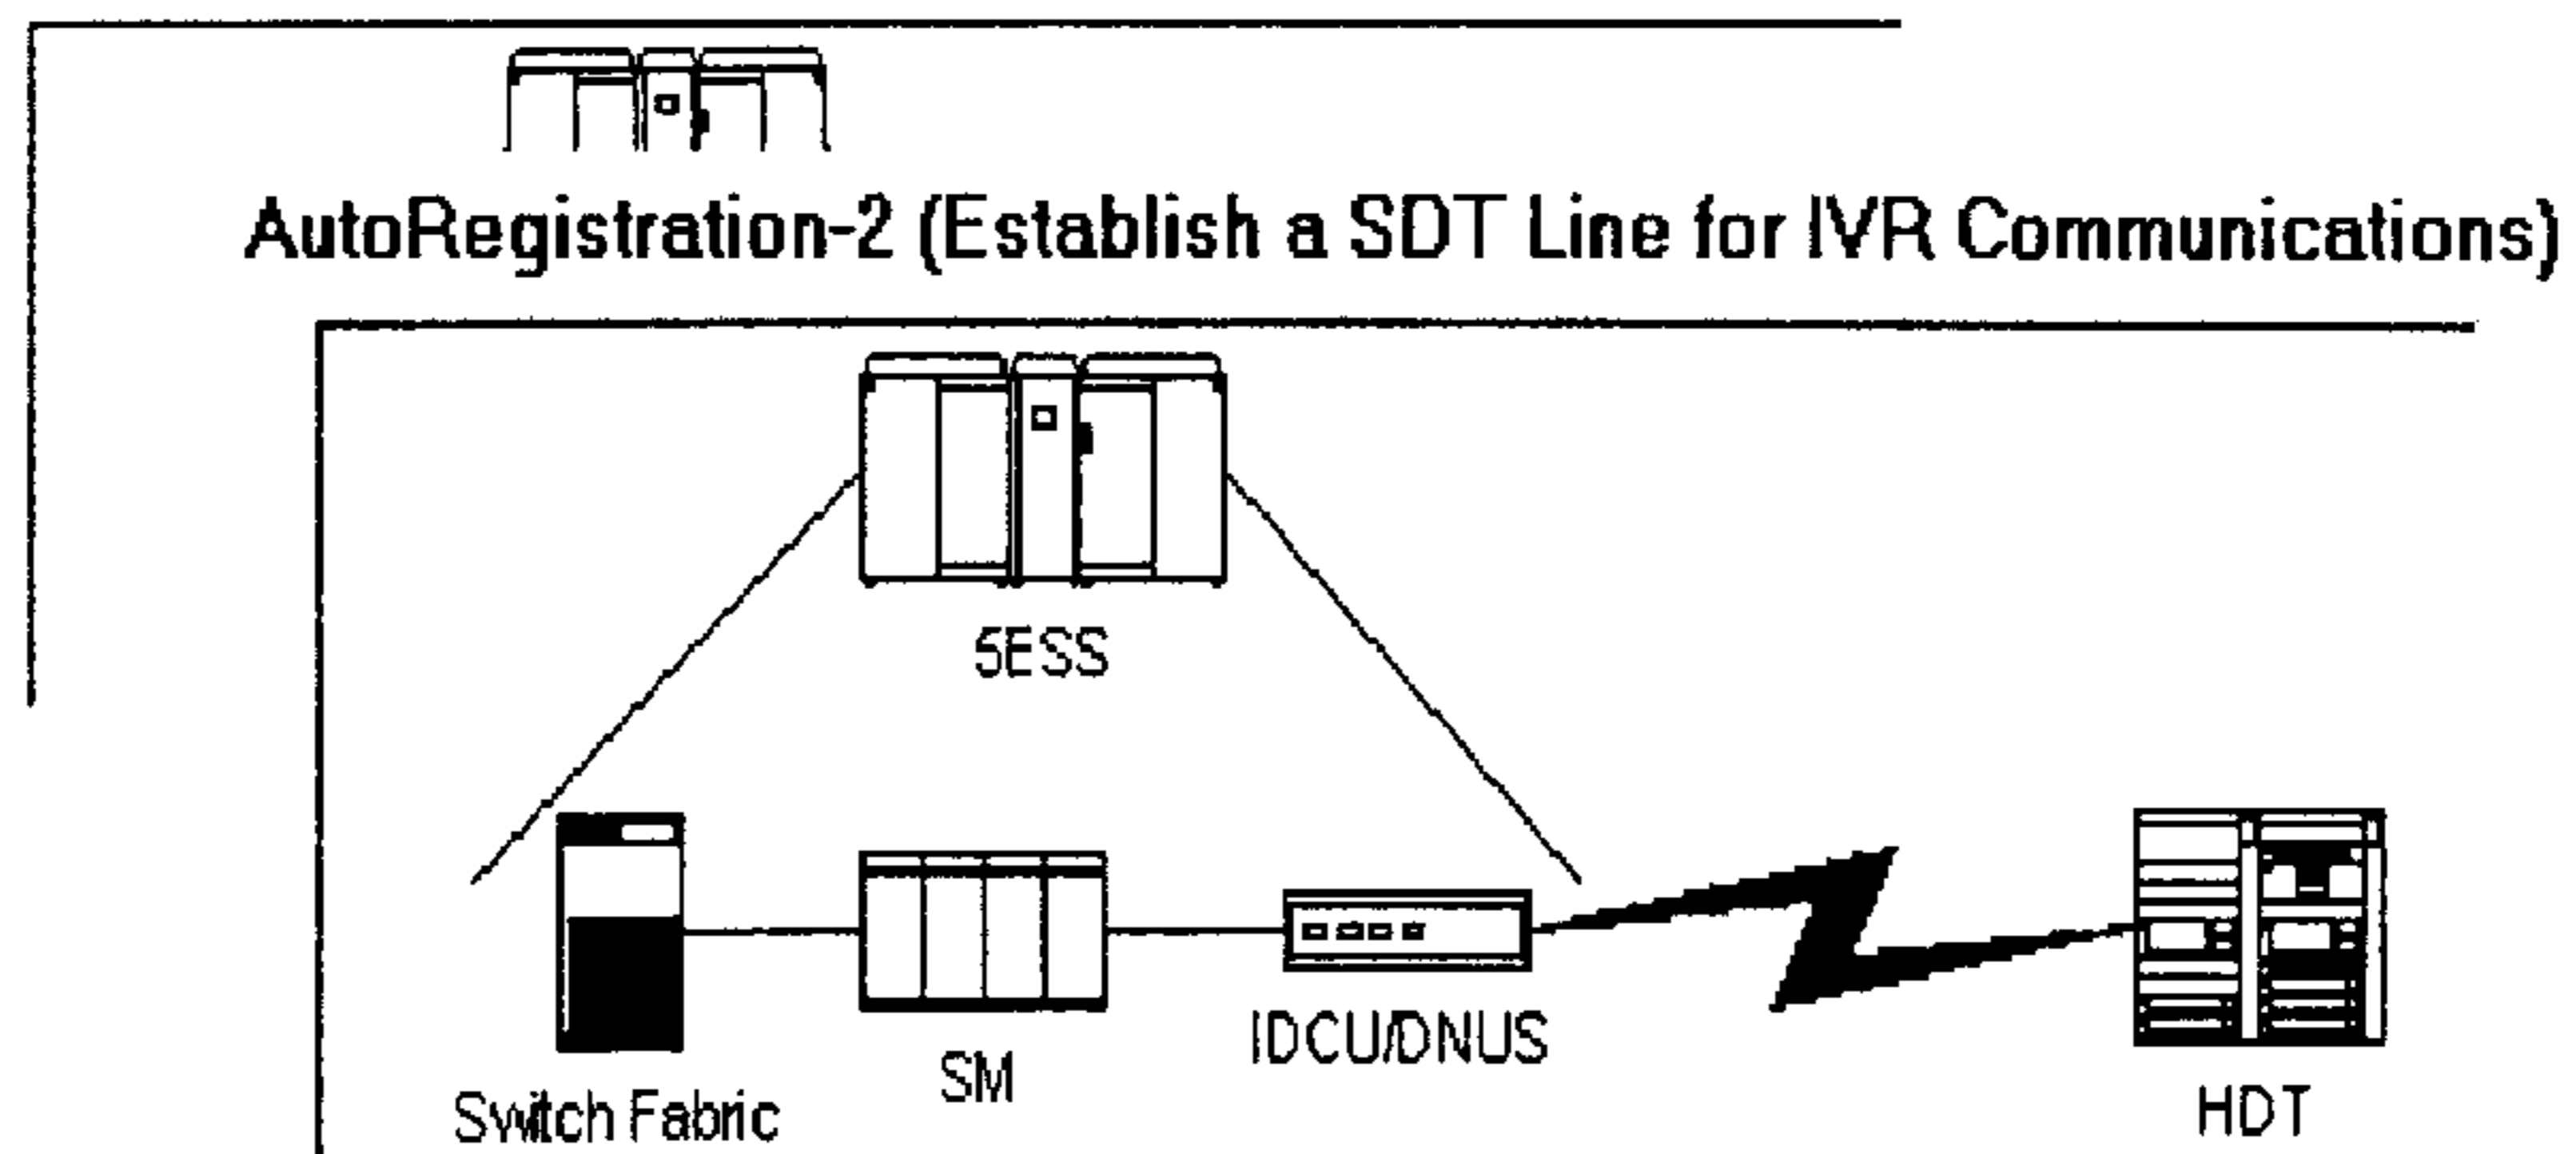 AutoRegistration-2 (Establish a SDT Line for IVR Communications)
5ESS
IDCU/DNUS
SM
HDT
Switch Fabric